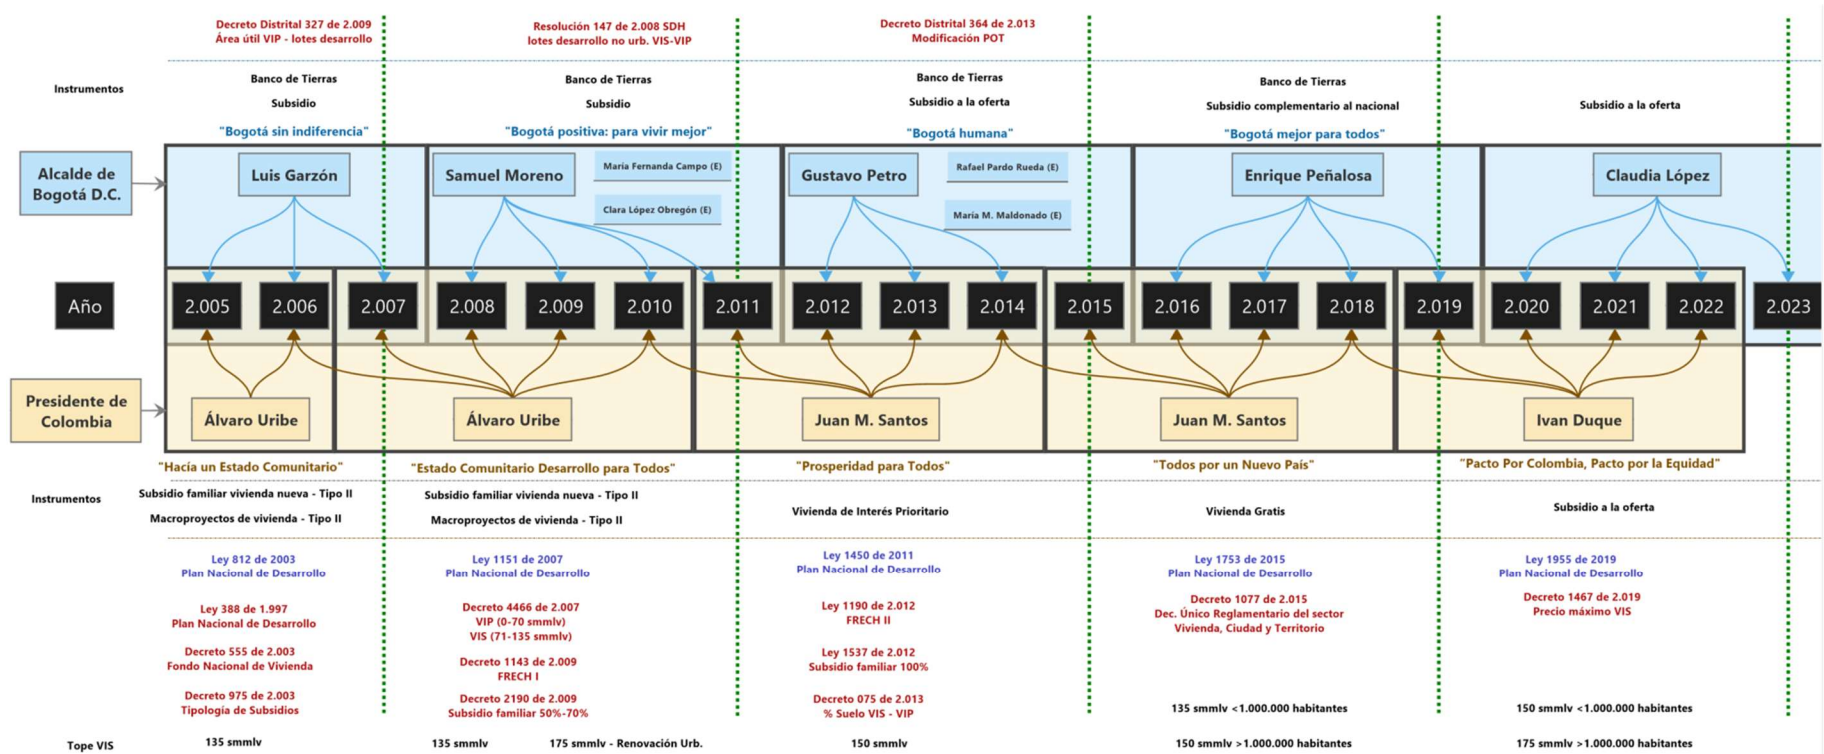 Decreto Distrital 327 de 2.009
Área útil VIP - lotes desarrollo
Resolución 147 de 2.008 SDH
lotes desarrollo no urb. VIS-VIP
Decreto Distrital 364 de 2.013
Modificación POT
Instrumentos
Banco de Tierras
Subsidio
Banco de Tierras
Subsidio
Banco de Tierras
Subsidio a la oferta
Banco de Tierras
Subsidio complementario al nacional
Subsidio a la oferta
"Bogotá sin indiferencia"
"Bogotá positiva: para vivir mejor"
"Bogotá humana"
"Bogotá mejor para todos"
Alcalde de
Bogotá D.C.
Luis Garzón
Samuel Moreno
María Fernanda Campo (E)
Clara López Obregón (E)
Gustavo Petro
Rafael Pardo Rueda (E)
María M. Maldonado (E)
Enrique Peñalosa
Claudia López
Año
2.005
2.006
2.007
2.008
2.009
2.010
2.011
2.012
2.013
2.014
2.015
2.016
2.017
2.018
2.019
2.020
2.021
2.022
2.023
Presidente de
Colombia
Álvaro Uribe
Álvaro Uribe
Juan M. Santos
Juan M. Santos
Ivan Duque
"Hacía un Estado Comunitario"
"Estado Comunitario Desarrollo para Todos"
"Prosperidad para Todos"
"Todos por un Nuevo País"
"Pacto Por Colombia, Pacto por la Equidad"
Instrumentos
Subsidio familiar vivienda nueva - Tipo II
Macroproyectos de vivienda - Tipo II
Subsidio familiar vivienda nueva - Tipo II
Macroproyectos de vivienda - Tipo II
Vivienda de Interés Prioritario
Vivienda Gratis
Subsidio a la oferta
Ley 812 de 2003
Plan Nacional de Desarrollo
Ley 388 de 1.997
Plan Nacional de Desarrollo
Decreto 555 de 2.003
Fondo Nacional de Vivienda
Decreto 975 de 2.003
Tipología de Subsidios
Ley 1151 de 2007
Plan Nacional de Desarrollo
Decreto 4466 de 2.007
VIP (0-70 smmlv)
VIS (71-135 smmlv)
Decreto 1143 de 2.009
FRECH I
Decreto 2190 de 2.009
Subsidio familiar 50%-70%
Ley 1450 de 2011
Plan Nacional de Desarrollo
Ley 1190 de 2.012
FRECH II
Ley 1537 de 2.012
Subsidio familiar 100%
Decreto 075 de 2.013
% Suelo VIS - VIP
Ley 1753 de 2015
Plan Nacional de Desarrollo
Decreto 1077 de 2.015
Dec. Único Reglamentario del sector
Vivienda, Ciudad y Territorio
Ley 1955 de 2019
Plan Nacional de Desarrollo
Decreto 1467 de 2.019
Precio máximo VIS
Tope VIS
135 smmlv
135 smmlv
175 smmlv - Renovación Urb.
150 smmlv
135 smmlv <1.000.000 habitantes
150 smmlv >1.000.000 habitantes
150 smmlv <1.000.000 habitantes
175 smmlv >1.000.000 habitantes